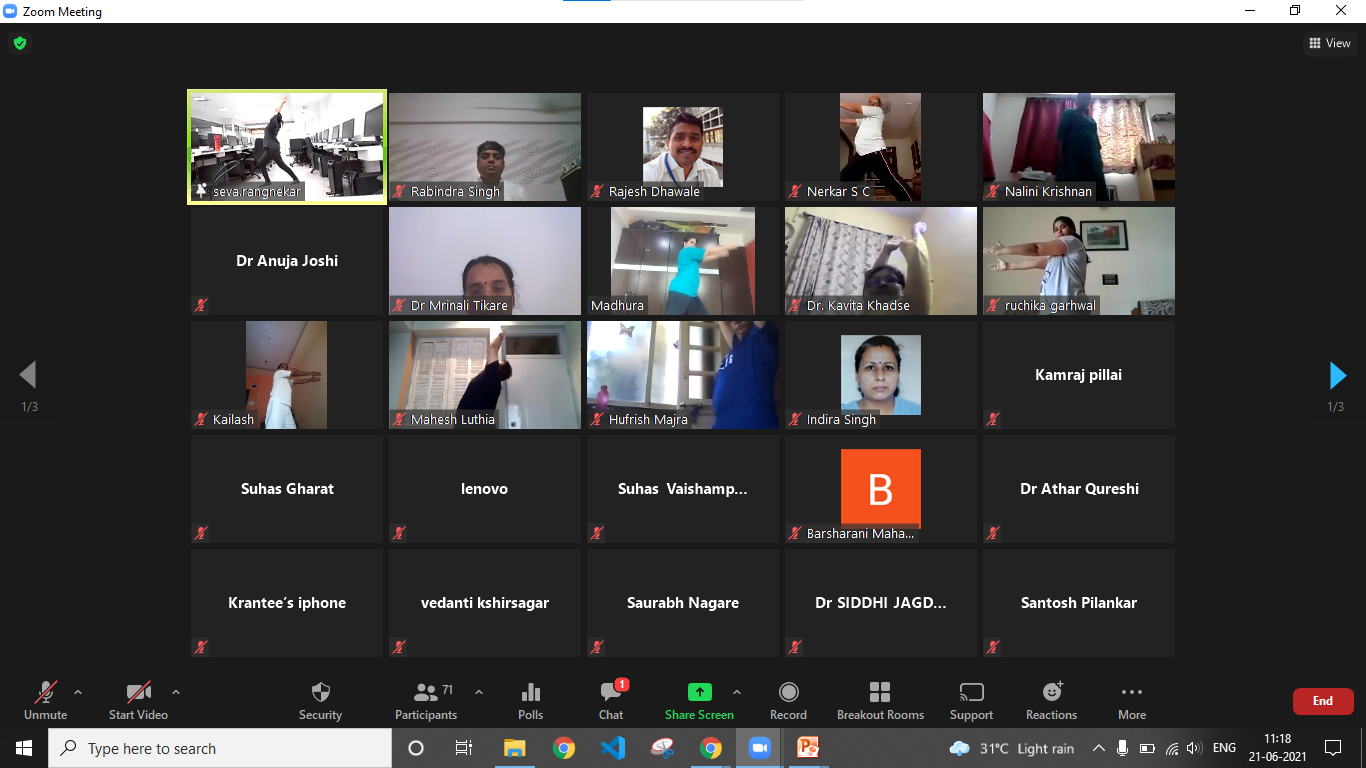 Zoom Meeting
View
seva.rangnekar
Rabindra Singh
Rajesh Dhawale
Nerkar S C
Nalini Krishnan
Dr Anuja Joshi
Dr Mrinali Tikare
Madhura
Dr. Kavita Khadse
ruchika garhwal
Kailash
Mahesh Luthia
Hufrish Majra
Indira Singh
Kamraj pillai
Suhas Gharat
lenovo
Suhas Vaishamp...
B
Barsharani Maha...
Dr Athar Qureshi
Krantee's iphone
vedanti kshirsagar
Saurabh Nagare
Dr SIDDHI JAGD...
Santosh Pilankar
1/3
1/3
Unmute
Start Video
Security
Participants
71
Polls
Chat
1
Share Screen
Record
Breakout Rooms
Support
Reactions
More
End
Type here to search
31°C Light rain
ENG
11:18
21-06-2021